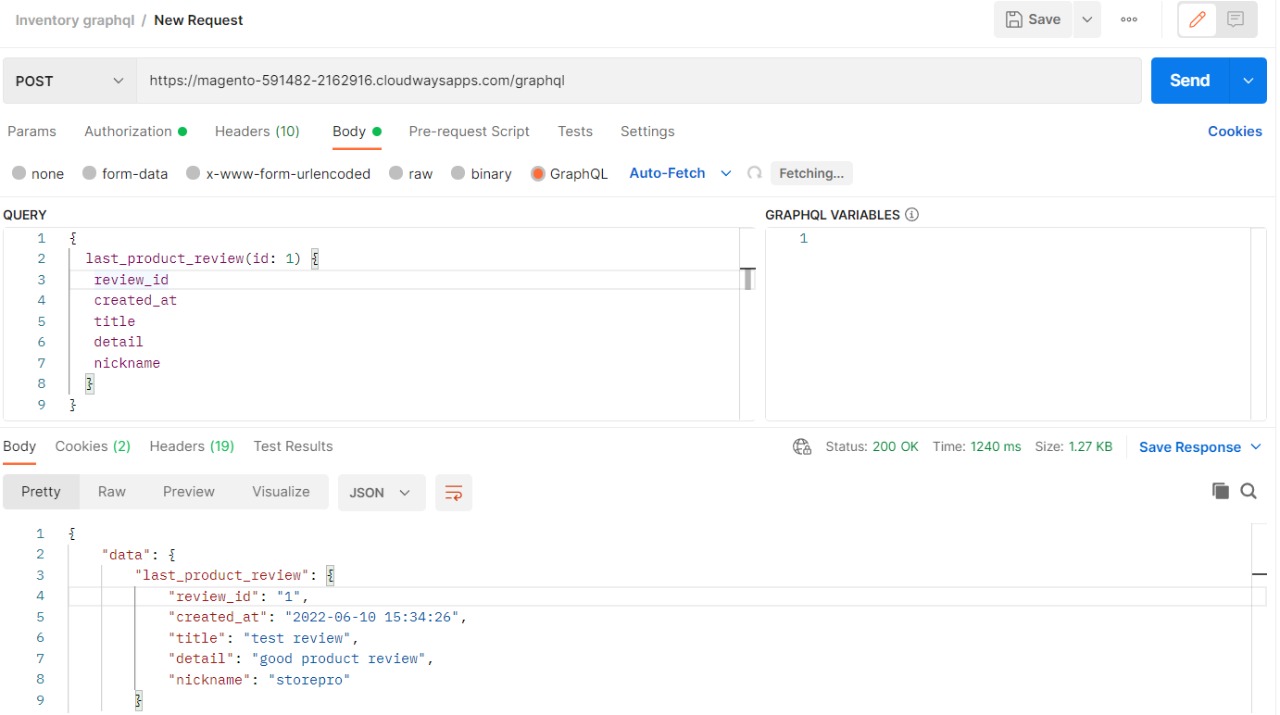 Inventory graphql / New Request Save
POST https://magento-591482-2162916.cloudwaysapps.com/graphql Send
Params Authorization Headers (10) Body Pre-request Script Tests Settings Cookies
none form-data x-www-form-urlencoded raw binary GraphQL Auto-Fetch Fetching...
QUERY
1 {
2 last_product_review(id: 1) {
3 review_id
4 created_at
5 title
6 detail
7 nickname
8 }
9 }
GRAPHQL VARIABLES
1
Body Cookies (2) Headers (19) Test Results Status: 200 OK Time: 1240 ms Size: 1.27 KB Save Response
Pretty Raw Preview Visualize JSON
1 {
2 "data": {
3 "last_product_review": {
4 "review_id": "1",
5 "created_at": "2022-06-10 15:34:26",
6 "title": "test review",
7 "detail": "good product review",
8 "nickname": "storepro"
9 }